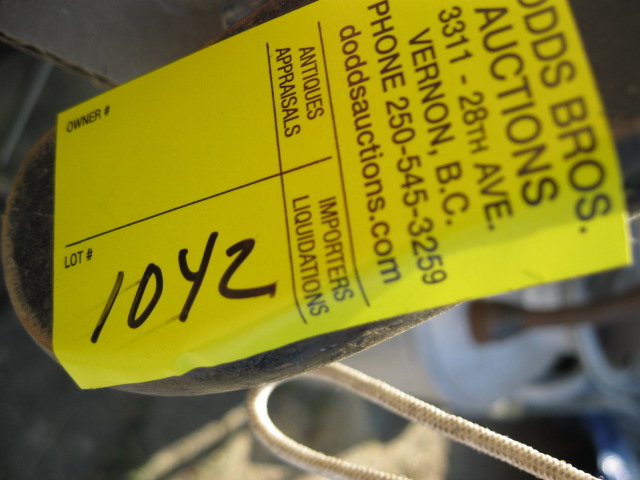 DODDS BROS.
AUCTIONS
3311 - 28TH AVE.
VERNON, B.C.
PHONE 250-545-3259
doddsauctions.com
ANTIQUES
APPRAISALS
IMPORTERS
LIQUIDATIONS
OWNER #
LOT #
1042